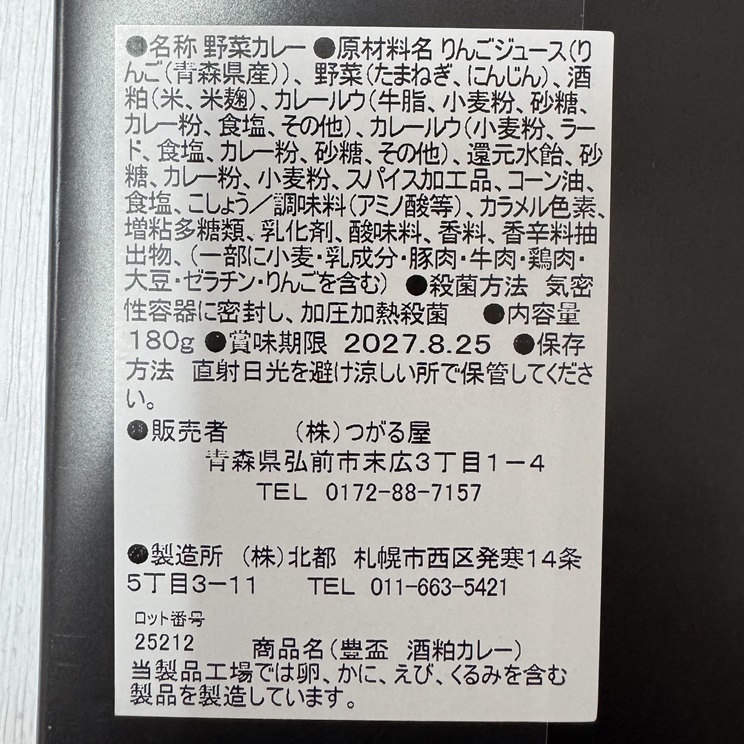 ●名称 野菜カレー ●原材料名 りんごジュース(り
んご(青森県産))、野菜(たまねぎ、にんじん)、酒
粕(米、米麹)、カレールウ(牛脂、小麦粉、砂糖、
カレー粉、食塩、その他)、カレールウ(小麦粉、ラー
ド、食塩、カレー粉、砂糖、その他)、還元水飴、砂
糖、カレー粉、小麦粉、スパイス加工品、コーン油、
食塩、こしょう/調味料(アミノ酸等)、カラメル色素、
増粘多糖類、乳化剤、酸味料、香料、香辛料抽
出物、(一部に小麦・乳成分・豚肉・牛肉・鶏肉・
大豆・ゼラチン・りんごを含む) ●殺菌方法 気密
性容器に密封し、加圧加熱殺菌 ●内容量
180g ●賞味期限 2027.8.25 ●保存
方法 直射日光を避け涼しい所で保管してくださ
い。
●販売者 (株)つがる屋
青森県弘前市末広3丁目1-4
TEL 0172-88-7157
●製造所 (株)北都 札幌市西区発寒14条
5丁目3-11 TEL 011-663-5421
ロット番号
25212 商品名(豊盃 酒粕カレー)
当製品工場では卵、かに、えび、くるみを含む
製品を製造しています。